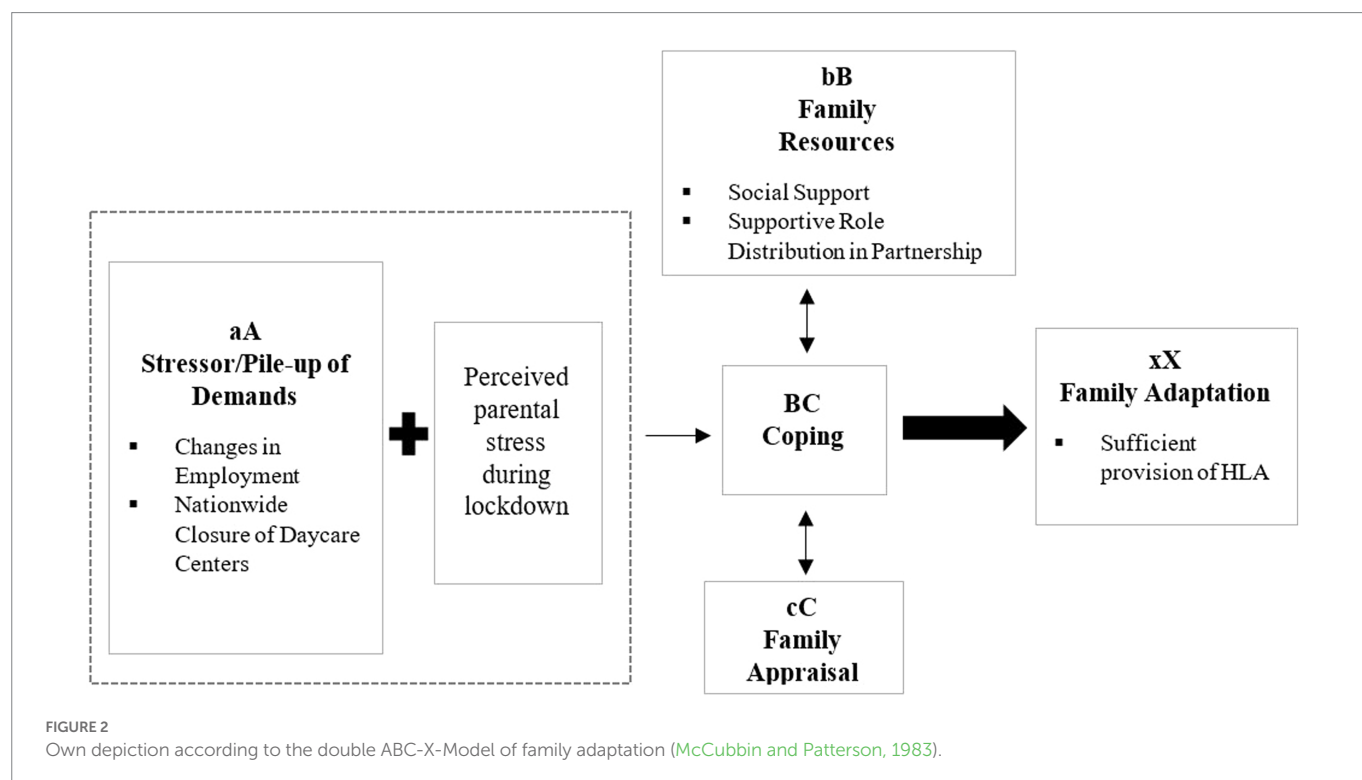 bB
Family
Resources
▪ Social Support
▪ Supportive Role
Distribution in Partnership
aA
Stressor/Pile-up of
Demands
▪ Changes in
Employment
▪ Nationwide
Closure of Daycare
Centers
Perceived
parental
stress
during
lockdown
BC
Coping
xX
Family Adaptation
▪ Sufficient
provision of HLA
cC
Family
Appraisal
FIGURE 2
Own depiction according to the double ABC-X-Model of family adaptation (McCubbin and Patterson, 1983).